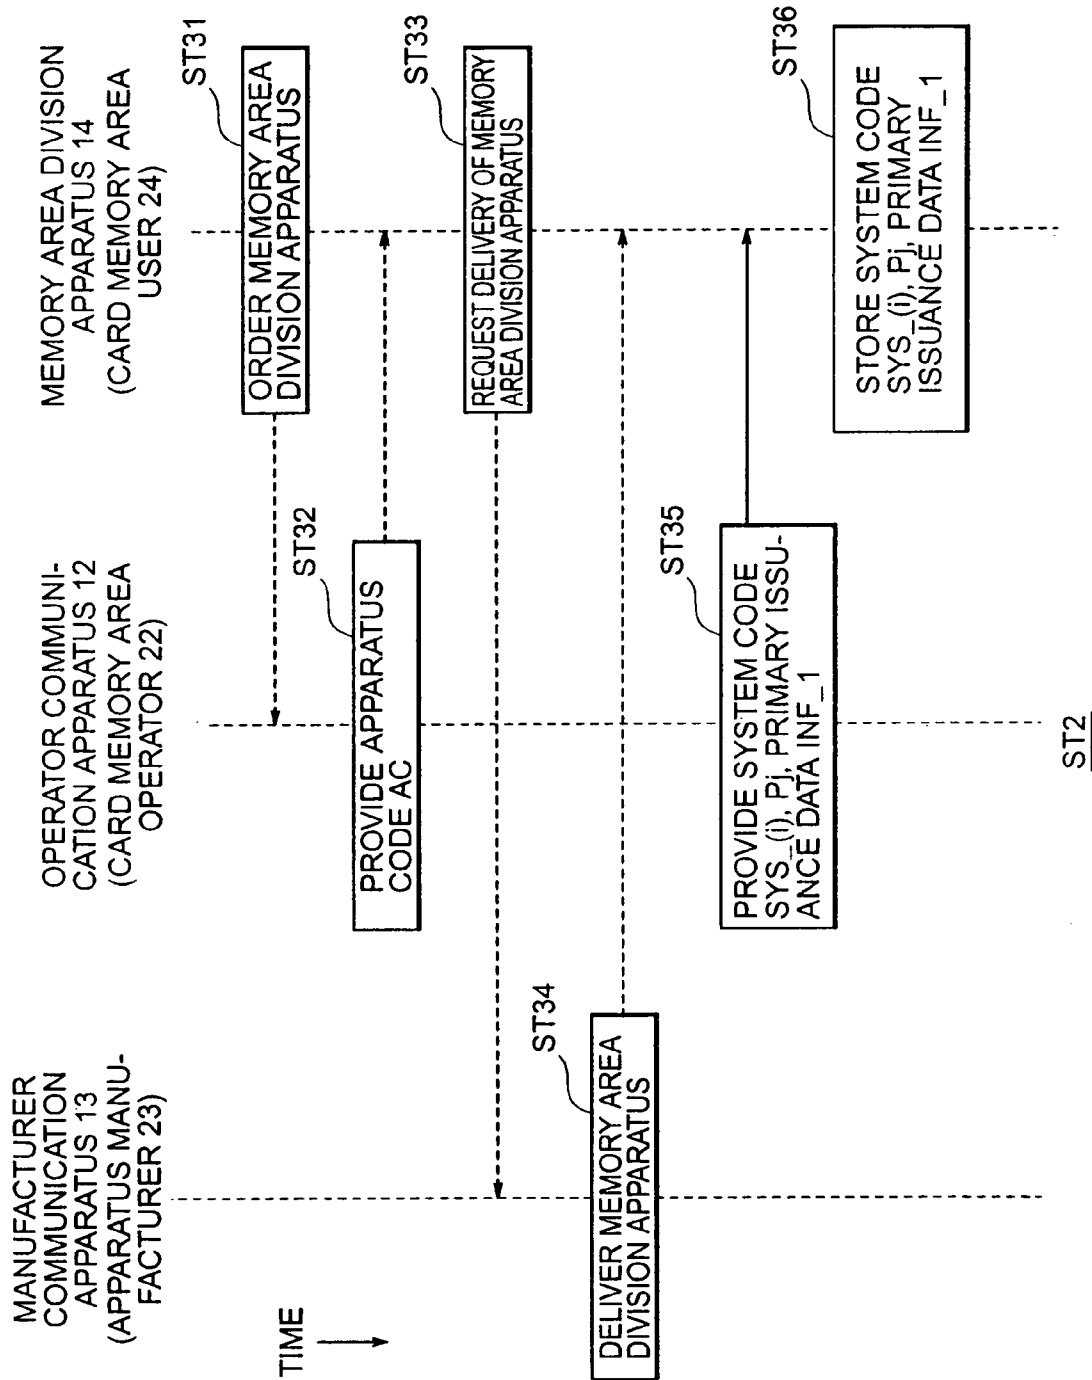 MANUFACTURER
COMMUNICATION
APPARATUS 13
(APPARATUS MANU-
FACTURER 23)
OPERATOR COMMUNI-
CATION APPARATUS 12
(CARD MEMORY AREA
OPERATOR 22)
MEMORY AREA DIVISION
APPARATUS 14
(CARD MEMORY AREA
USER 24)
TIME
ST31
ORDER MEMORY AREA
DIVISION APPARATUS
ST32
PROVIDE APPARATUS
CODE AC
ST33
REQUEST DELIVERY OF MEMORY
AREA DIVISION APPARATUS
ST34
DELIVER MEMORY AREA
DIVISION APPARATUS
ST35
PROVIDE SYSTEM CODE
SYS_(i), Pj, PRIMARY ISSU-
ANCE DATA INF_1
ST36
STORE SYSTEM CODE
SYS_(i), Pj, PRIMARY
ISSUANCE DATA INF_1
ST2